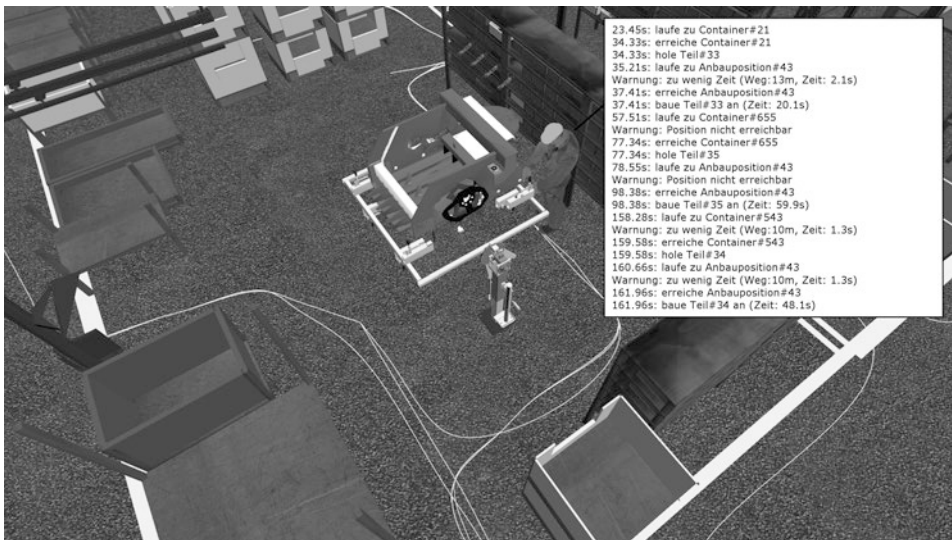 23.45s: laufe zu Container#21
34.33s: erreiche Container#21
34.33s: hole Teil#33
35.21s: laufe zu Anbauposition#43
Warnung: zu wenig Zeit (Weg:13m, Zeit: 2.1s)
37.41s: erreiche Anbauposition#43
37.41s: baue Teil#33 an (Zeit: 20.1s)
57.51s: laufe zu Container#655
Warnung: Position nicht erreichbar
77.34s: erreiche Container#655
77.34s: hole Teil#35
78.55s: laufe zu Anbauposition#43
Warnung: Position nicht erreichbar
98.38s: erreiche Anbauposition#43
98.38s: baue Teil#35 an (Zeit: 59.9s)
158.28s: laufe zu Container#543
Warnung: zu wenig Zeit (Weg:10m, Zeit: 1.3s)
159.58s: erreiche Container#543
159.58s: hole Teil#34
160.66s: laufe zu Anbauposition#43
Warnung: zu wenig Zeit (Weg:10m, Zeit: 1.3s)
161.96s: erreiche Anbauposition#43
161.96s: baue Teil#34 an (Zeit: 48.1s)